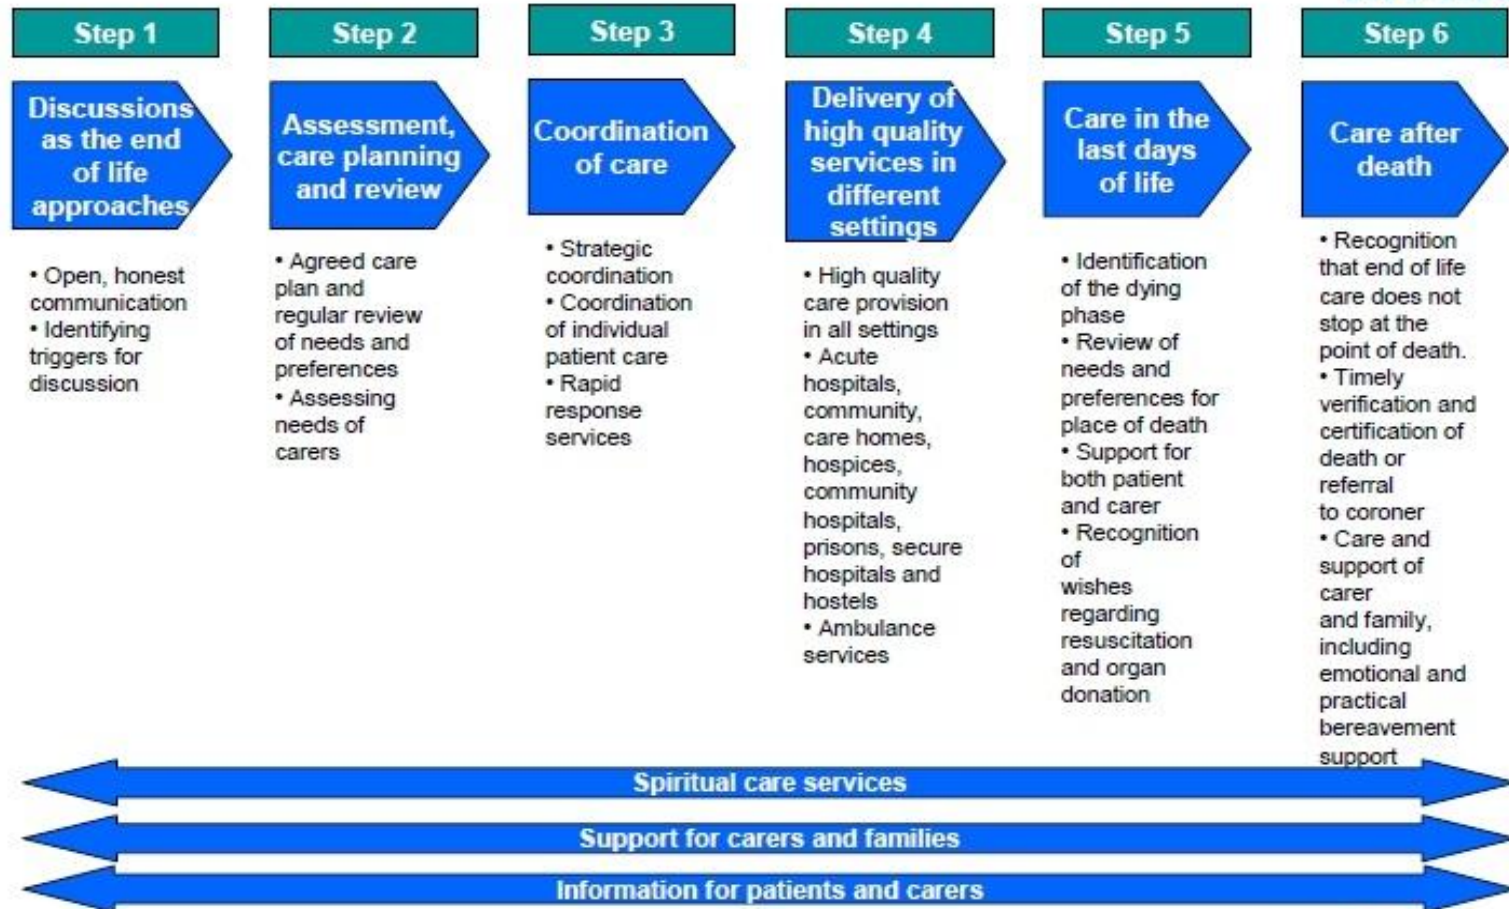 Step 1
Discussions
as the end
of life
approaches
• Open, honest
communication
• Identifying
triggers for
discussion
Step 2
Assessment,
care planning
and review
• Agreed care
plan and
regular review
of needs and
preferences
• Assessing
needs of
carers
Step 3
Coordination
of care
• Strategic
coordination
• Coordination
of individual
patient care
• Rapid
response
services
Step 4
Delivery of
high quality
services in
different
settings
• High quality
care provision
in all settings
• Acute
hospitals,
community,
care homes,
hospices,
community
hospitals,
prisons, secure
hospitals and
hostels
• Ambulance
services
Step 5
Care in the
last days
of life
• Identification
of the dying
phase
• Review of
needs and
preferences for
place of death
• Support for
both patient
and carer
• Recognition
of
wishes
regarding
resuscitation
and organ
donation
Step 6
Care after
death
• Recognition
that end of life
care does not
stop at the
point of death.
• Timely
verification and
certification of
death or
referral
to coroner
• Care and
support of
carer
and family,
including
emotional and
practical
bereavement
support
Spiritual care services
Support for carers and families
Information for patients and carers